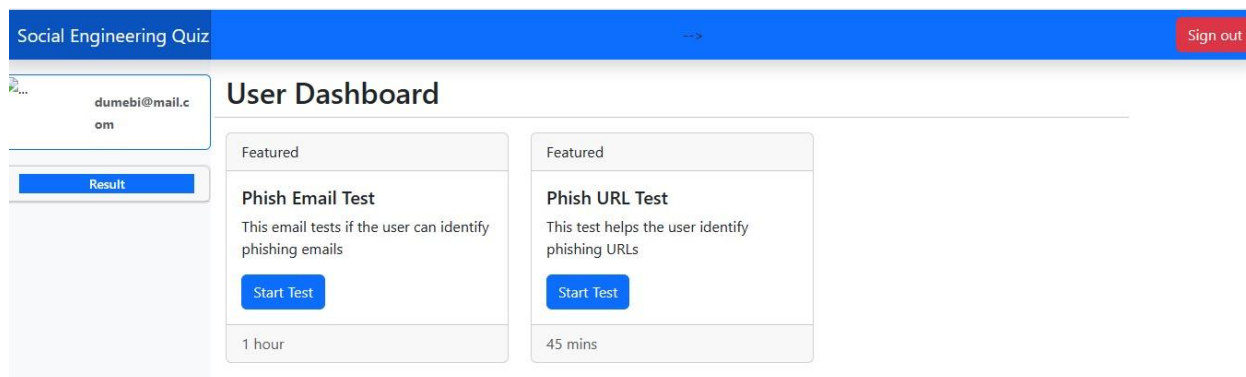 Social Engineering Quiz
-->
Sign out
...
dumebi@mail.c
om
Result
User Dashboard
Featured
Phish Email Test
This email tests if the user can identify
phishing emails
Start Test
1 hour
Featured
Phish URL Test
This test helps the user identify
phishing URLs
Start Test
45 mins